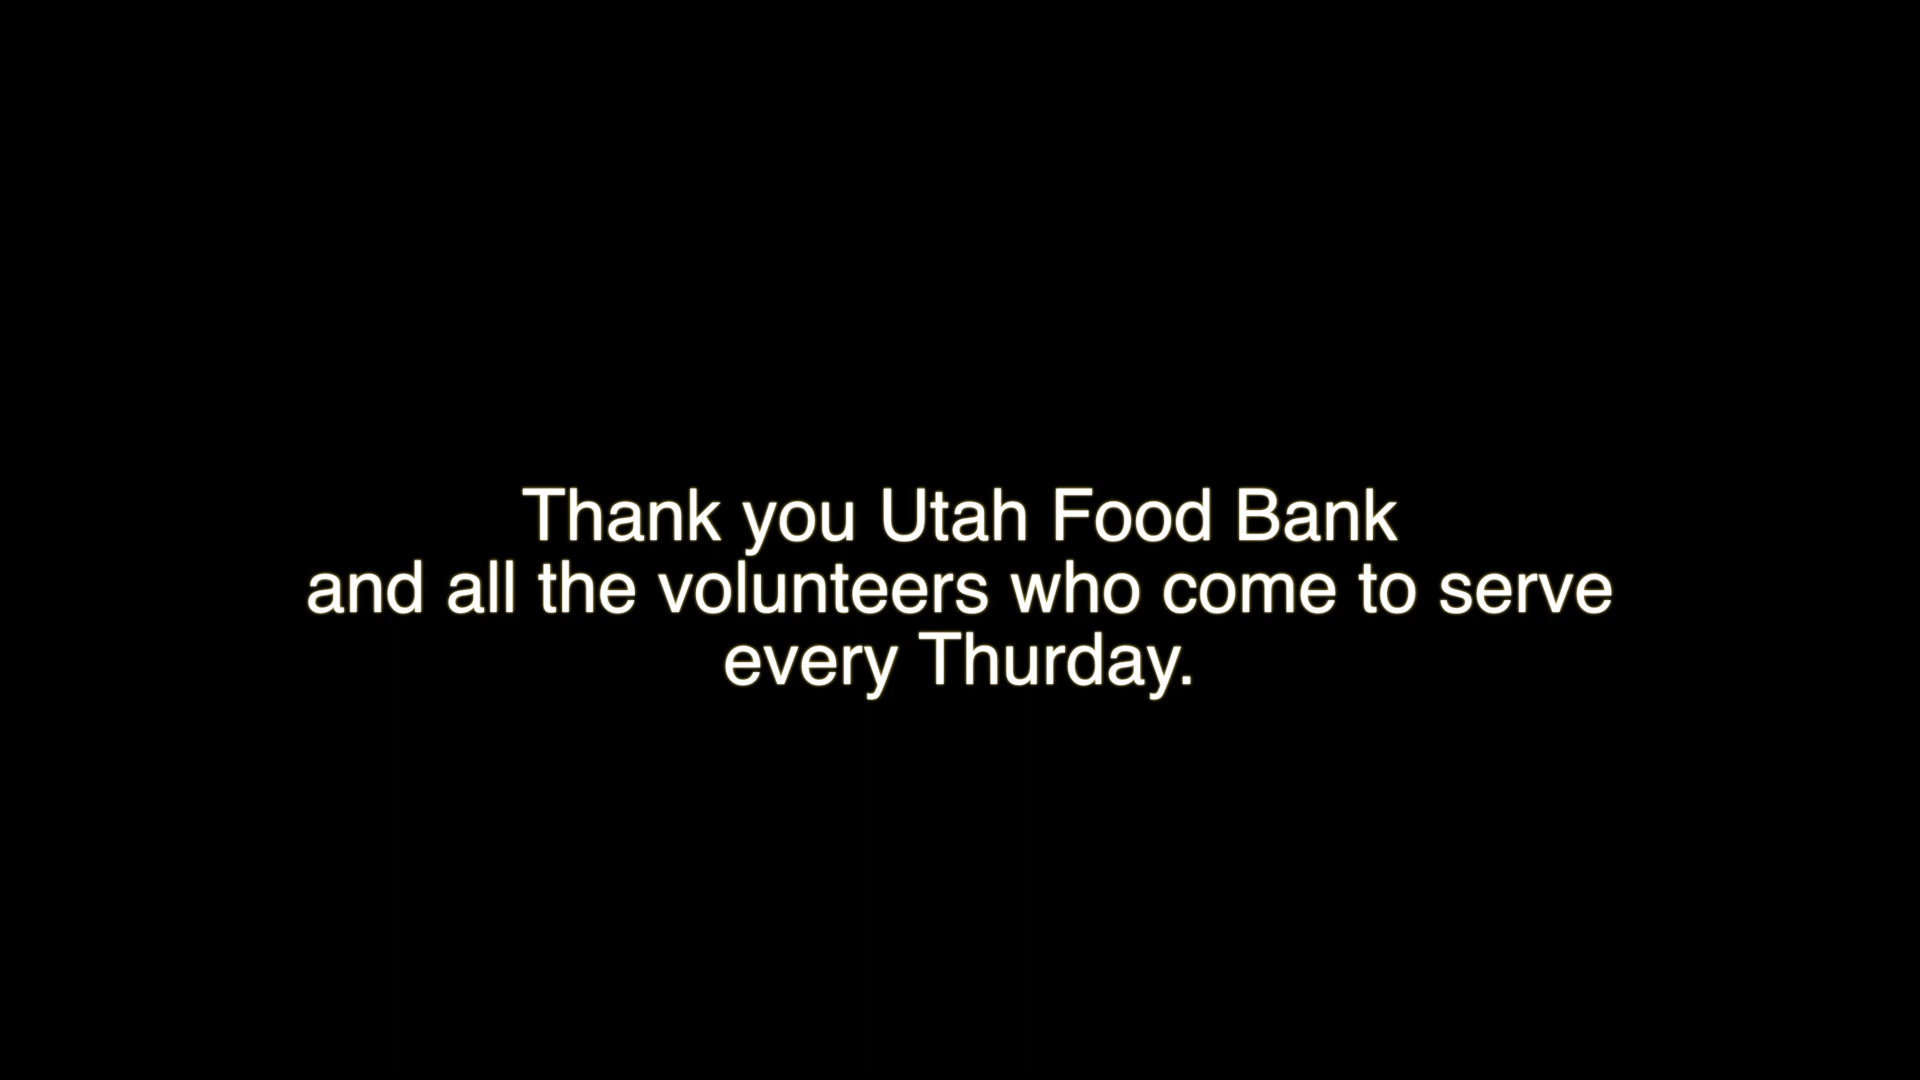 Thank you Utah Food Bank
and all the volunteers who come to serve
every Thurday.